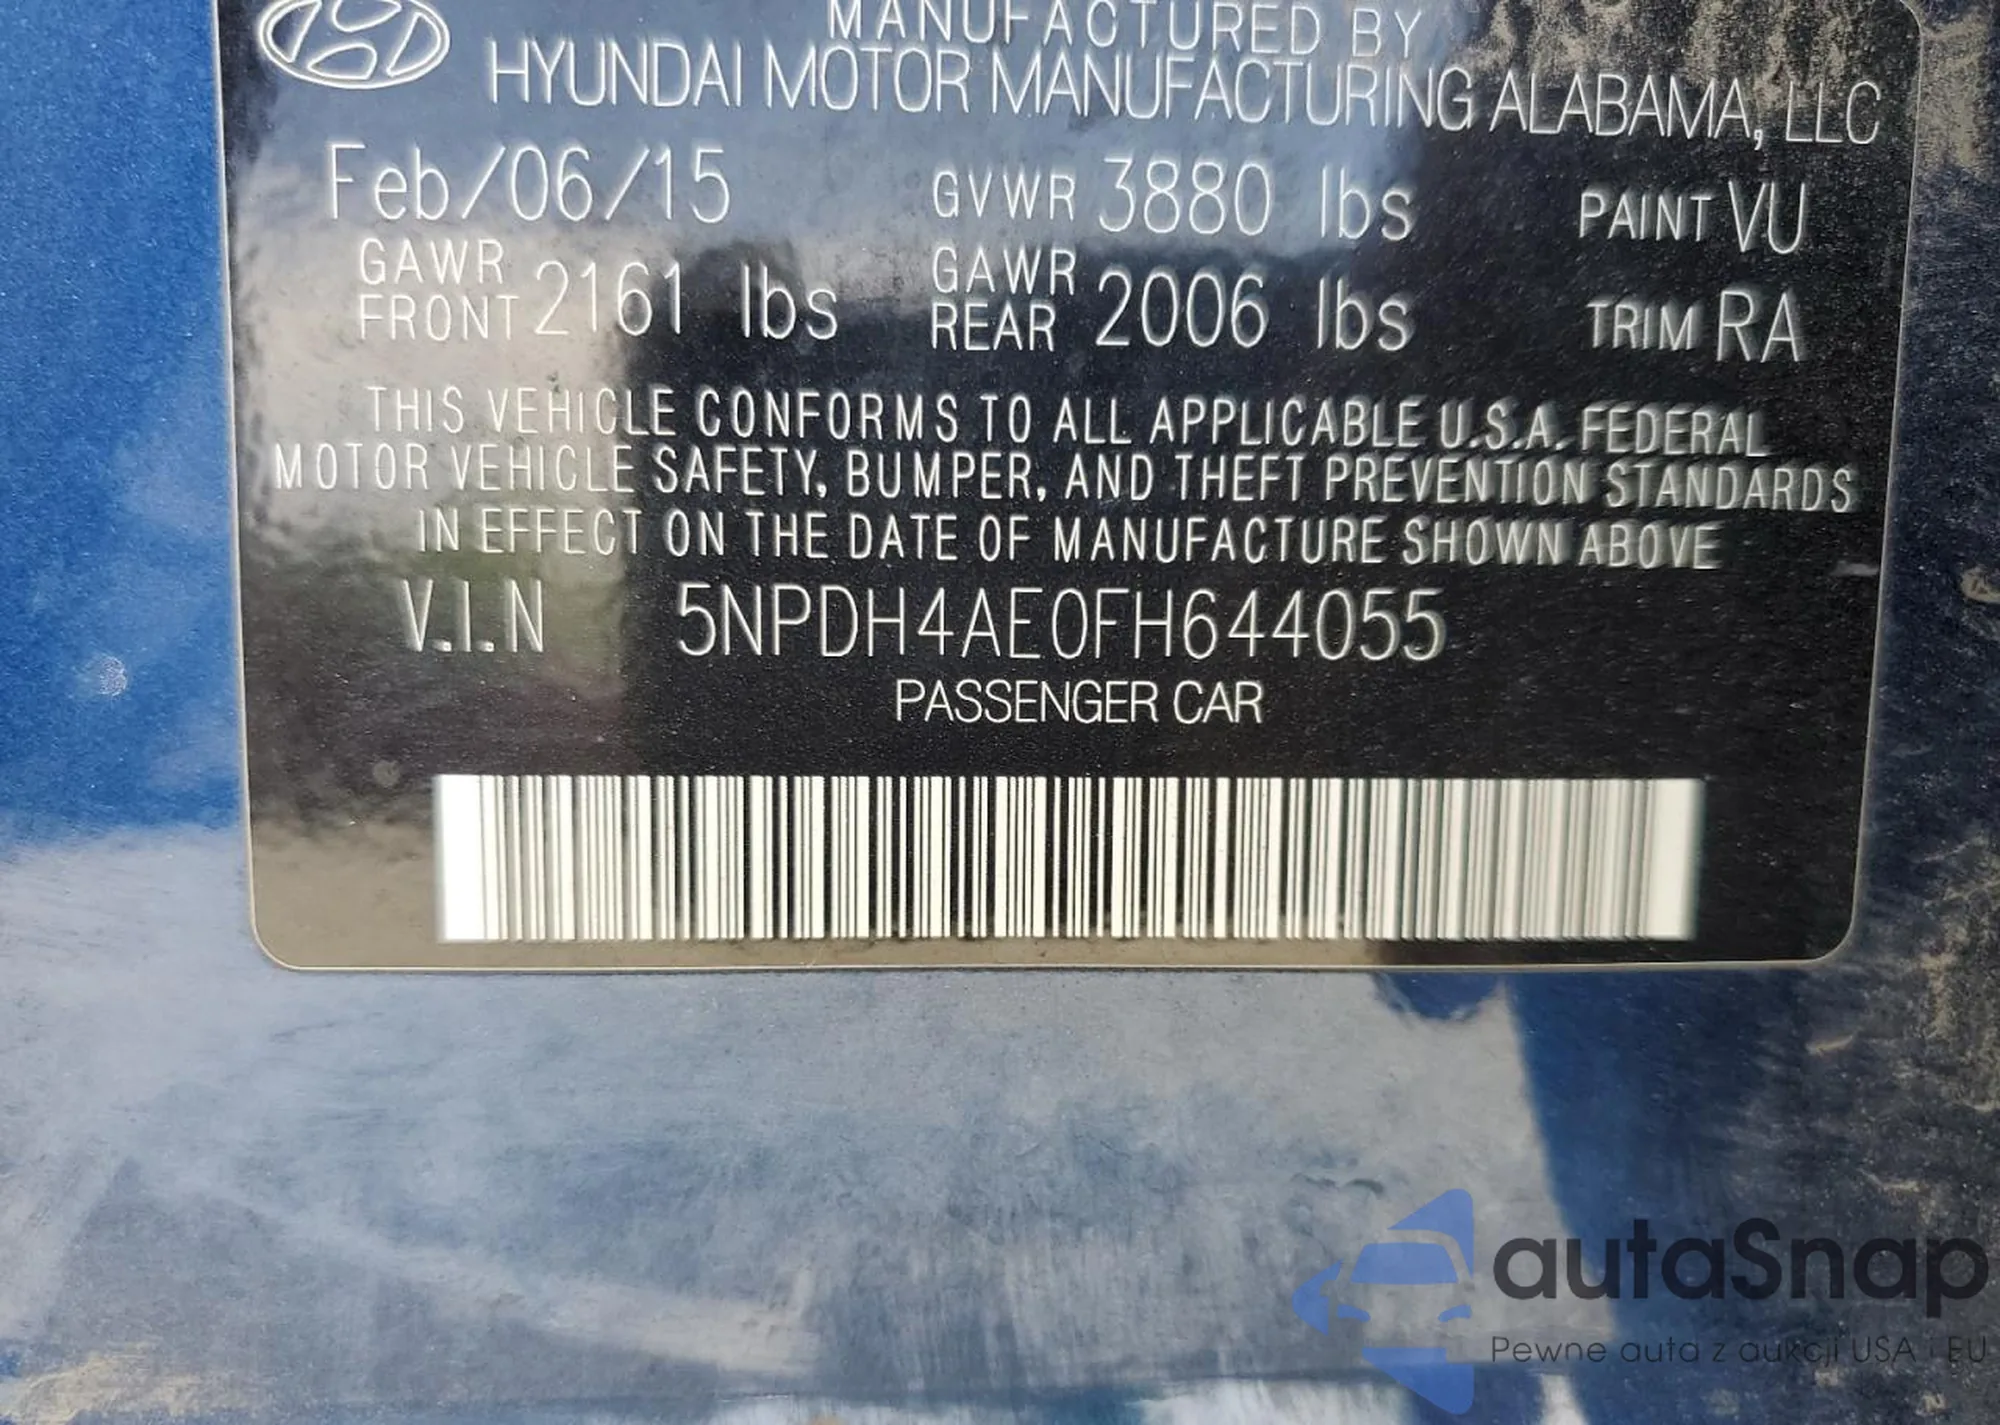 MANUFACTURED BY
HYUNDAI MOTOR MANUFACTURING ALABAMA, LLC
Feb/06/15 GVWR 3880 lbs PAINT VU
GAWR FRONT 2161 lbs GAWR REAR 2006 lbs TRIM RA
THIS VEHICLE CONFORMS TO ALL APPLICABLE U.S.A. FEDERAL
MOTOR VEHICLE SAFETY, BUMPER, AND THEFT PREVENTION STANDARDS
IN EFFECT ON THE DATE OF MANUFACTURE SHOWN ABOVE
V.I.N 5NPDH4AE0FH644055
PASSENGER CAR
autaSnap
Pewne auta z aukcji USA i EU